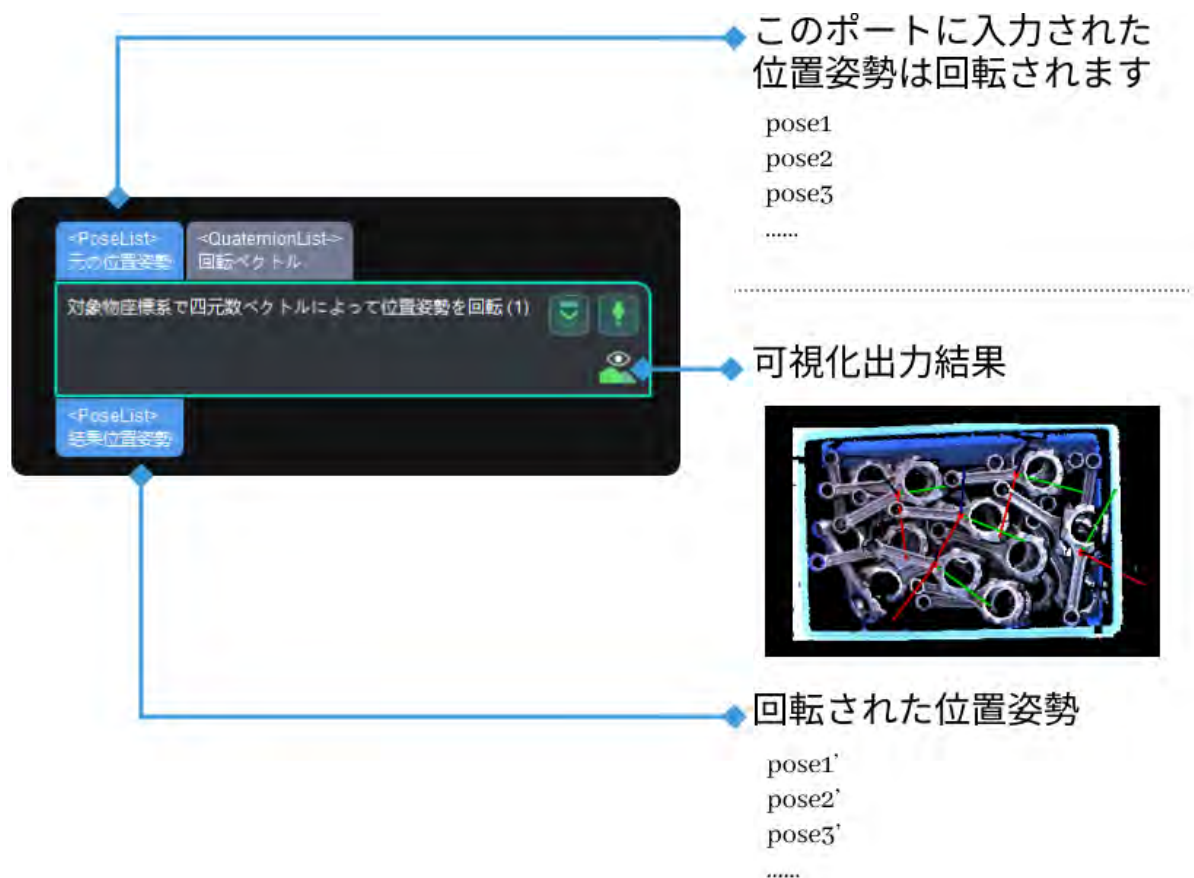 このポートに入力された
位置姿勢は回転されます
pose1
pose2
pose3
......
<PoseList>
元の位置姿勢
<QuaternionList>
回転ベクトル
対象物座標系で四元数ベクトルによって位置姿勢を回転 (1)
可視化出力結果
<PoseList>
結果位置姿勢
回転された位置姿勢
pose1’
pose2’
pose3’
......